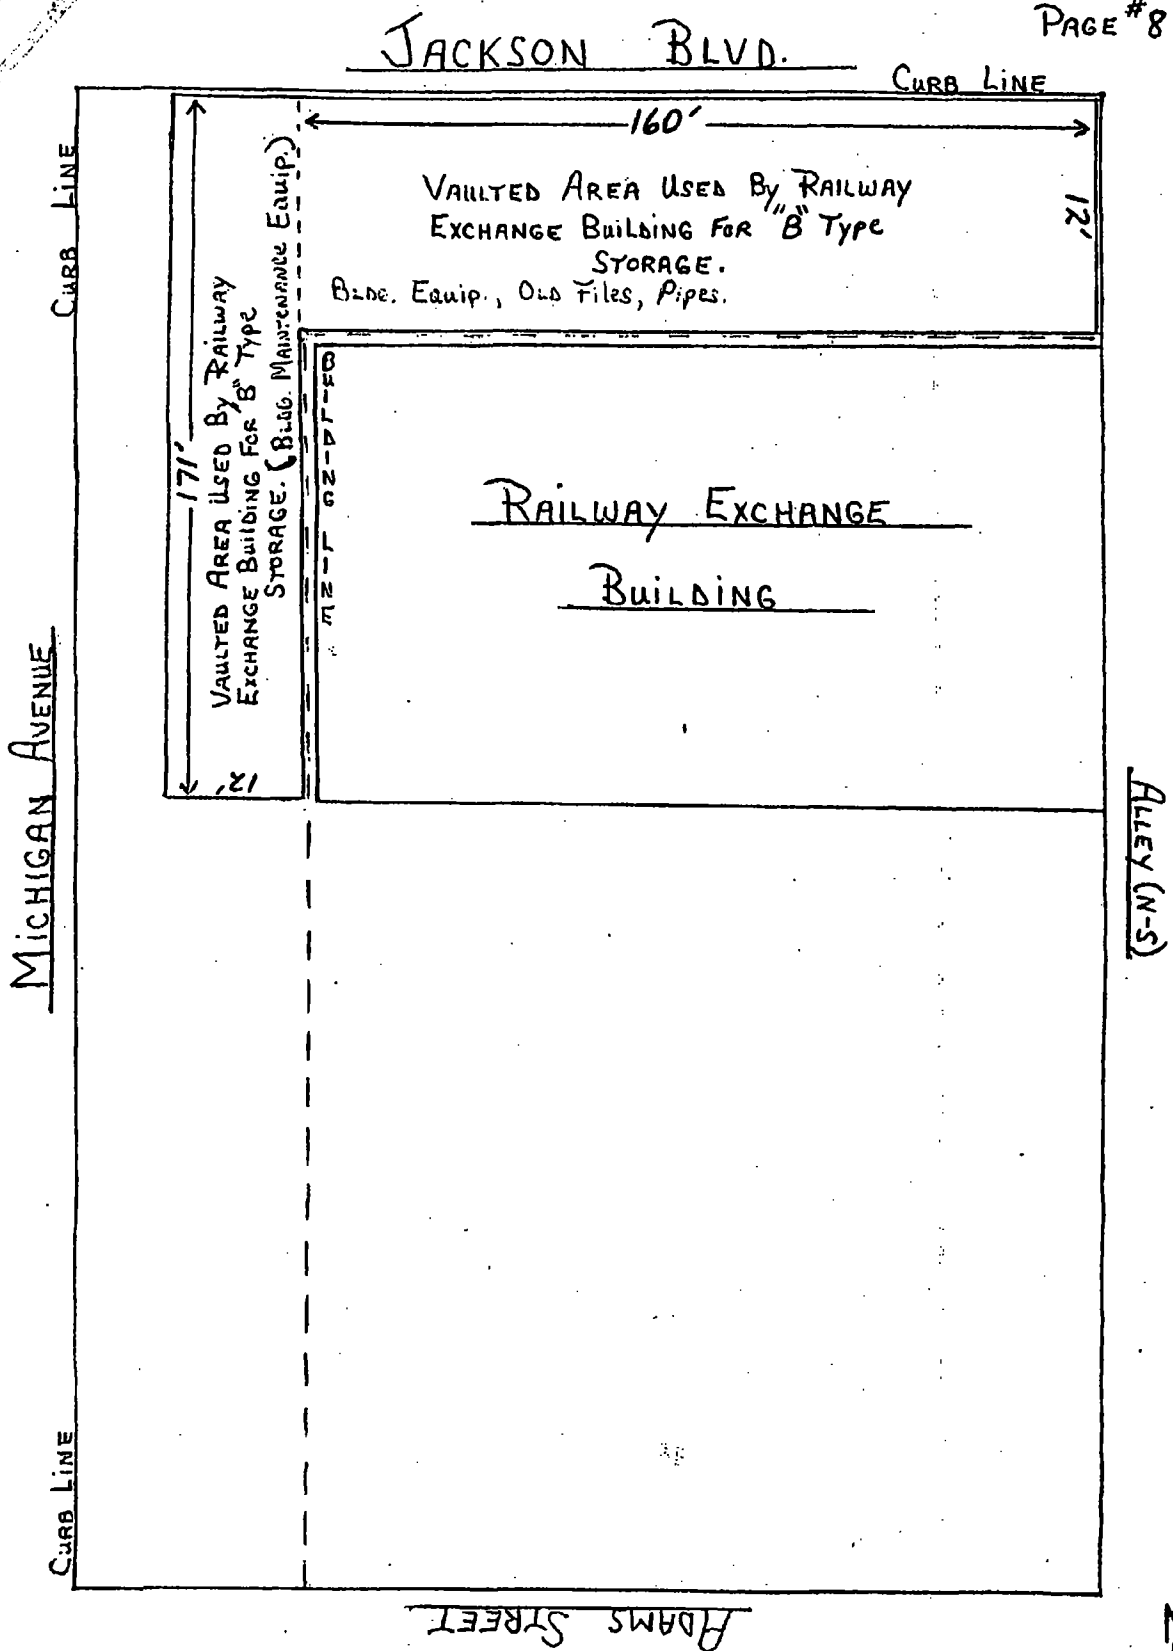 PAGE #8
JACKSON BLVD.
CURB LINE
CURB LINE
160'
12'
VAULTED AREA USED By RAILWAY
EXCHANGE BUILDING FOR "B" Type
STORAGE.
BLDG. Equip., OLD Files, Pipes.
171'
VAULTED AREA USED By RAILWAY
EXCHANGE BUILDING FOR "B" Type
STORAGE. (BLDG. MAINTENANCE Equip.)
12'
BUILDING LINE
RAILWAY EXCHANGE
BUILDING
MICHIGAN AVENUE
ALLEY (N-S)
CURB LINE
ADAMS STREET